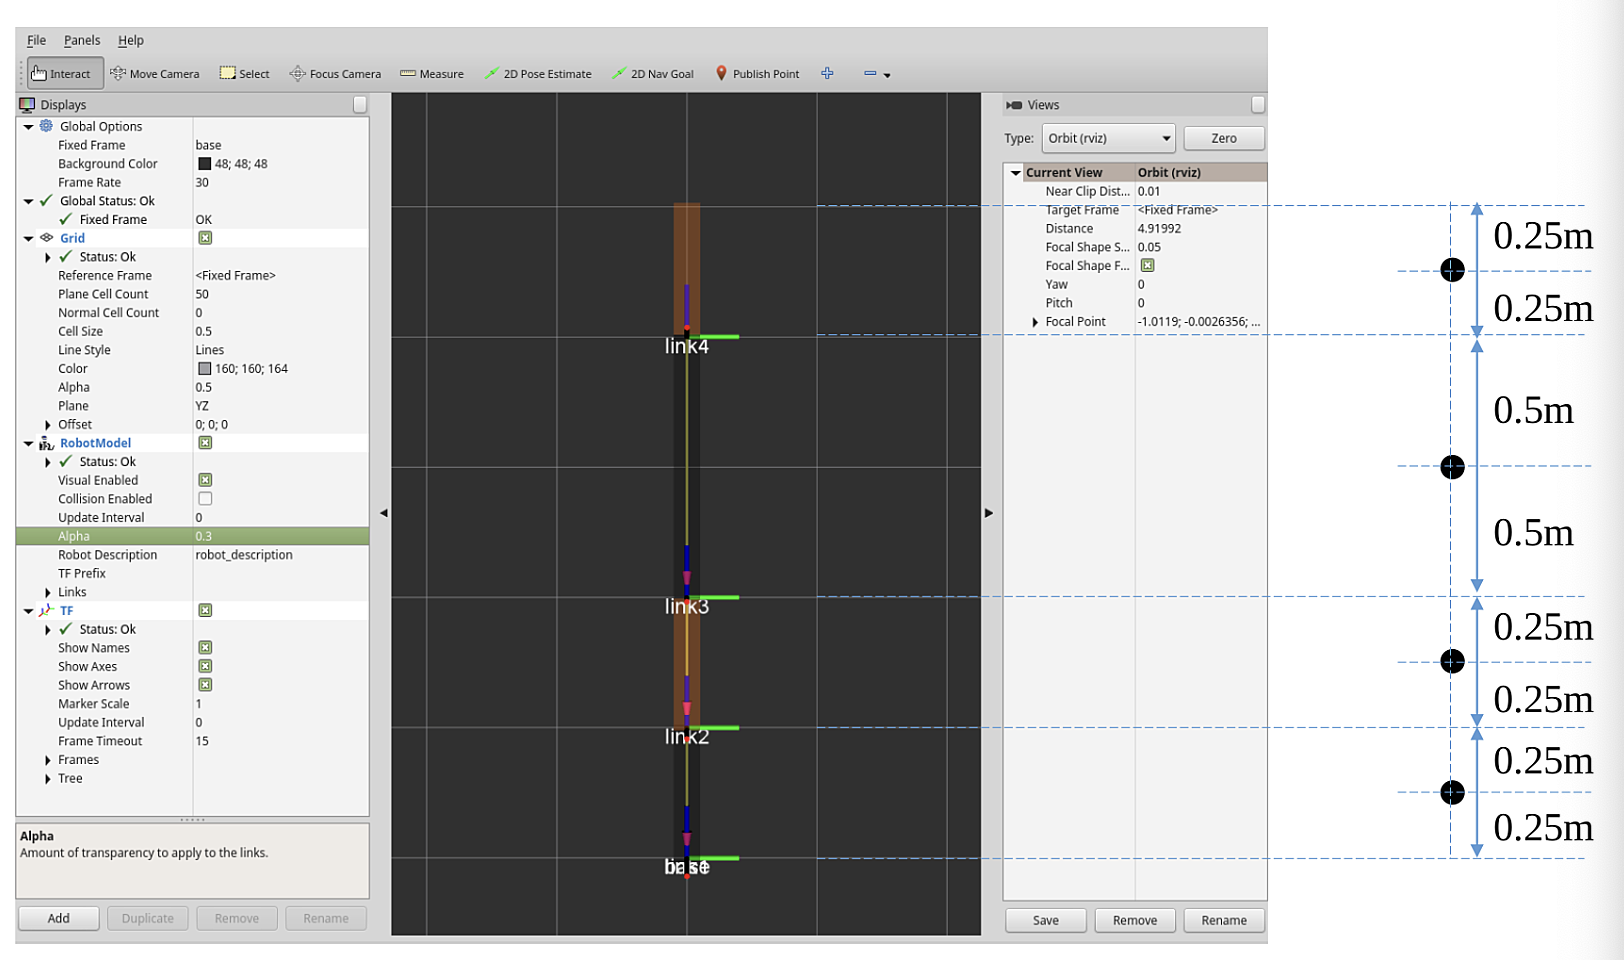 File Panels Help
Interact Move Camera Select Focus Camera Measure 2D Pose Estimate 2D Nav Goal Publish Point
Displays
Global Options
Fixed Frame base
Background Color 48; 48; 48
Frame Rate 30
Global Status: Ok
Fixed Frame OK
Grid
Status: Ok
Reference Frame <Fixed Frame>
Plane Cell Count 50
Normal Cell Count 0
Cell Size 0.5
Line Style Lines
Color 160; 160; 164
Alpha 0.5
Plane YZ
Offset 0; 0; 0
RobotModel
Status: Ok
Visual Enabled
Collision Enabled
Update Interval 0
Alpha 0.3
Robot Description robot_description
TF Prefix
Links
TF
Status: Ok
Show Names
Show Axes
Show Arrows
Marker Scale 1
Update Interval 0
Frame Timeout 15
Frames
Tree
Alpha
Amount of transparency to apply to the links.
Add Duplicate Remove Rename
link4
link3
link2
base
Views
Type: Orbit (rviz) Zero
Current View Orbit (rviz)
Near Clip Dist... 0.01
Target Frame <Fixed Frame>
Distance 4.91992
Focal Shape S... 0.05
Focal Shape F...
Yaw 0
Pitch 0
Focal Point -1.0119; -0.0026356; ...
Save Remove Rename
0.25m
0.25m
0.5m
0.5m
0.25m
0.25m
0.25m
0.25m